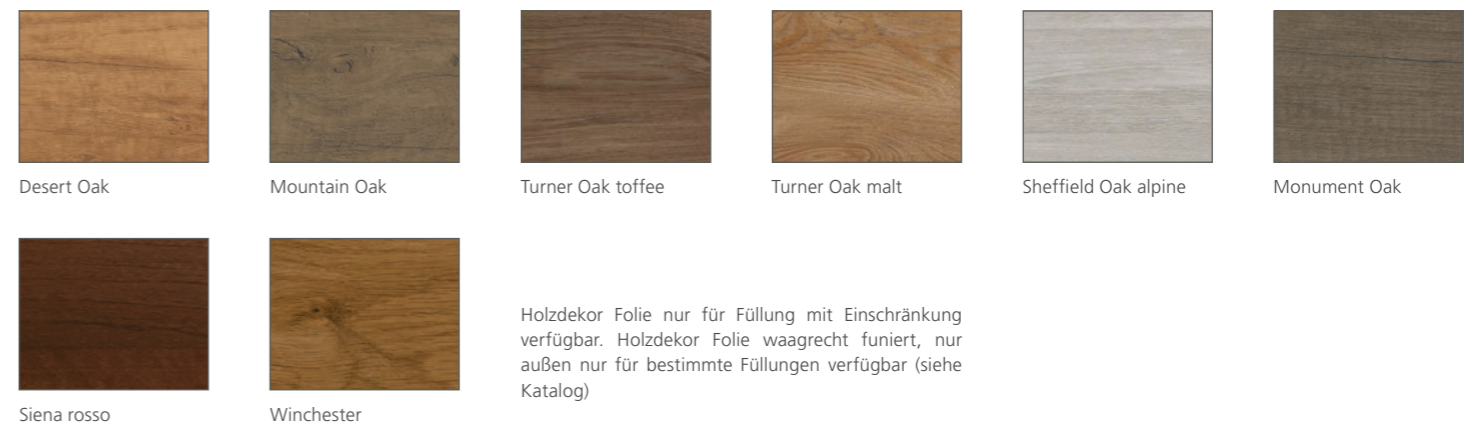 Desert Oak
Mountain Oak
Turner Oak toffee
Turner Oak malt
Sheffield Oak alpine
Monument Oak
Siena rosso
Winchester
Holzdekor Folie nur für Füllung mit Einschränkung
verfügbar. Holzdekor Folie waagrecht funiert, nur
außen nur für bestimmte Füllungen verfügbar (siehe
Katalog)